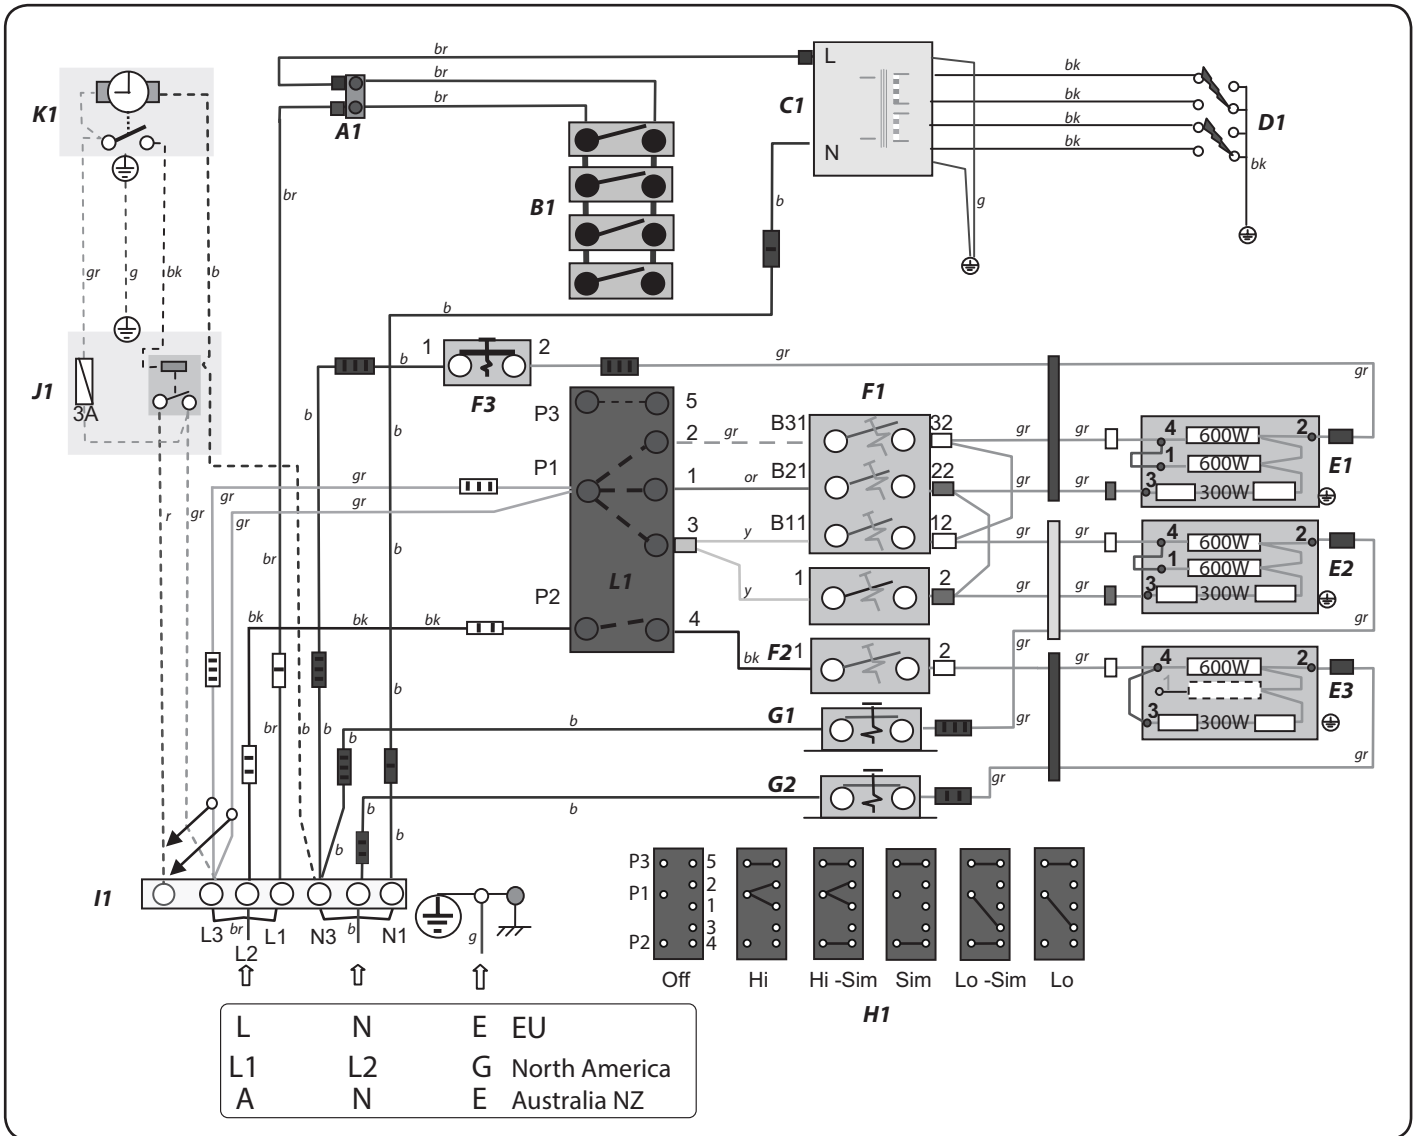 br
L
br
C1
bk
K1
br
A1
bk
D1
N
bk
bk
bk
br
B1
b
g
gr
g
bk
b
b
1
b
F3
2
gr
gr
J1
3A
P3
5
F1
b
b
2
gr
B31
32
gr
gr
4
600W
2
P1
1
or
B21
22
gr
gr
1
600W
E1
3
300W
gr
gr
gr
gr
r
gr
3
y
B11
12
gr
gr
4
600W
2
br
b
L1
1
600W
E2
P2
y
1
2
gr
gr
3
300W
bk
bk
bk
4
bk
F2
1
2
gr
gr
4
600W
2
1
E3
3
300W
b
G1
b
gr
br
b
b
b
gr
G2
gr
b
b
b
b
I1
L3
br
L1
N3
b
N1
g
L2
P3
5
2
P1
1
3
P2
4
Off
Hi
Hi -Sim
Sim
Lo -Sim
Lo
H1
L N E EU
L1 L2 G North America
A N E Australia NZ